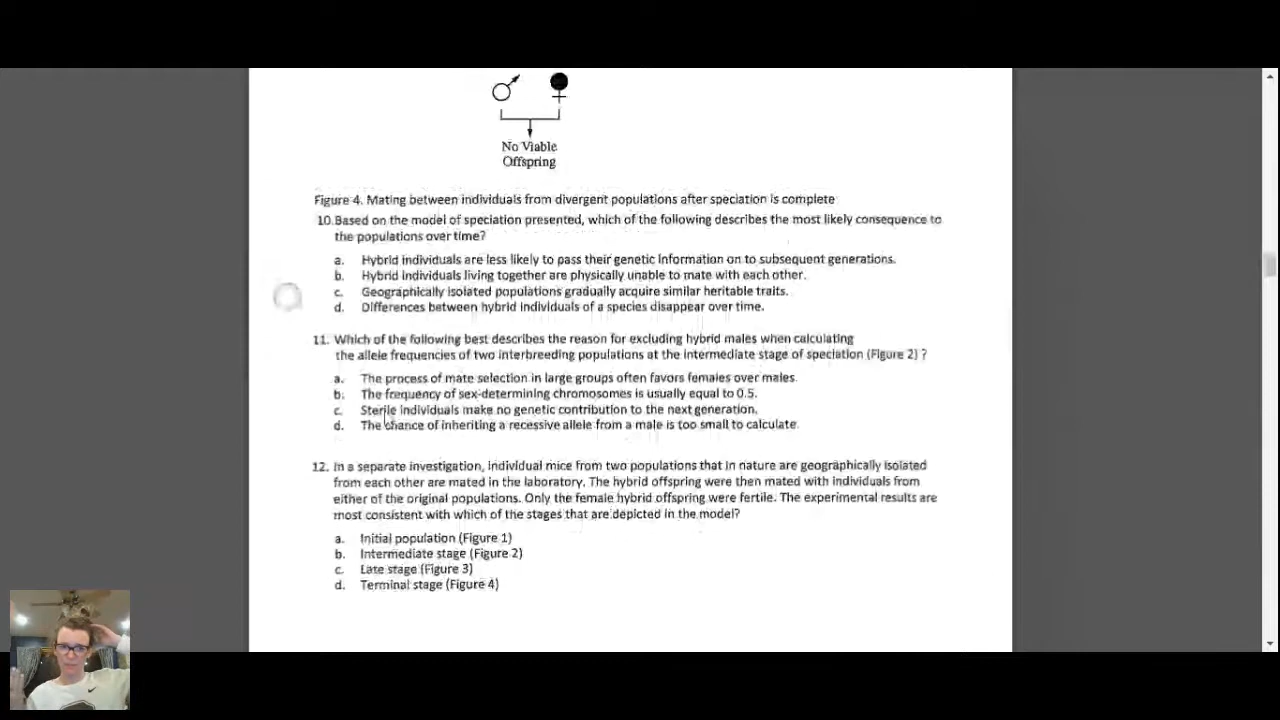 No Viable
Offspring
Figure 4. Mating between individuals from divergent populations after speciation is complete
10. Based on the model of speciation presented, which of the following describes the most likely consequence to
the populations over time?
a. Hybrid individuals are less likely to pass their genetic information on to subsequent generations.
b. Hybrid individuals living together are physically unable to mate with each other.
c. Geographically isolated populations gradually acquire similar heritable traits.
d. Differences between hybrid individuals of a species disappear over time.
11. Which of the following best describes the reason for excluding hybrid males when calculating
the allele frequencies of two interbreeding populations at the intermediate stage of speciation (Figure 2) ?
a. The process of mate selection in large groups often favors females over males.
b. The frequency of sex-determining chromosomes is usually equal to 0.5.
c. Sterile individuals make no genetic contribution to the next generation.
d. The chance of inheriting a recessive allele from a male is too small to calculate.
12. In a separate investigation, individual mice from two populations that in nature are geographically isolated
from each other are mated in the laboratory. The hybrid offspring were then mated with individuals from
either of the original populations. Only the female hybrid offspring were fertile. The experimental results are
most consistent with which of the stages that are depicted in the model?
a. Initial population (Figure 1)
b. Intermediate stage (Figure 2)
c. Late stage (Figure 3)
d. Terminal stage (Figure 4)